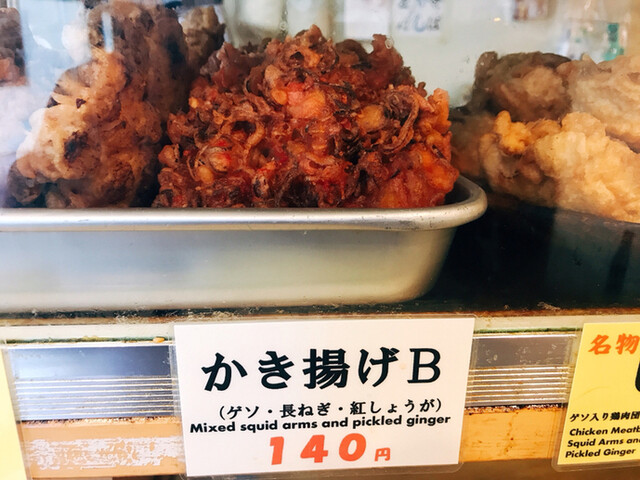 かき揚げB
（ゲソ・長ねぎ・紅しょうが）
Mixed squid arms and pickled ginger
140円
名物
ゲソ入り鶏肉団
Chicken Meatb
Squid Arms an
Pickled Ginger